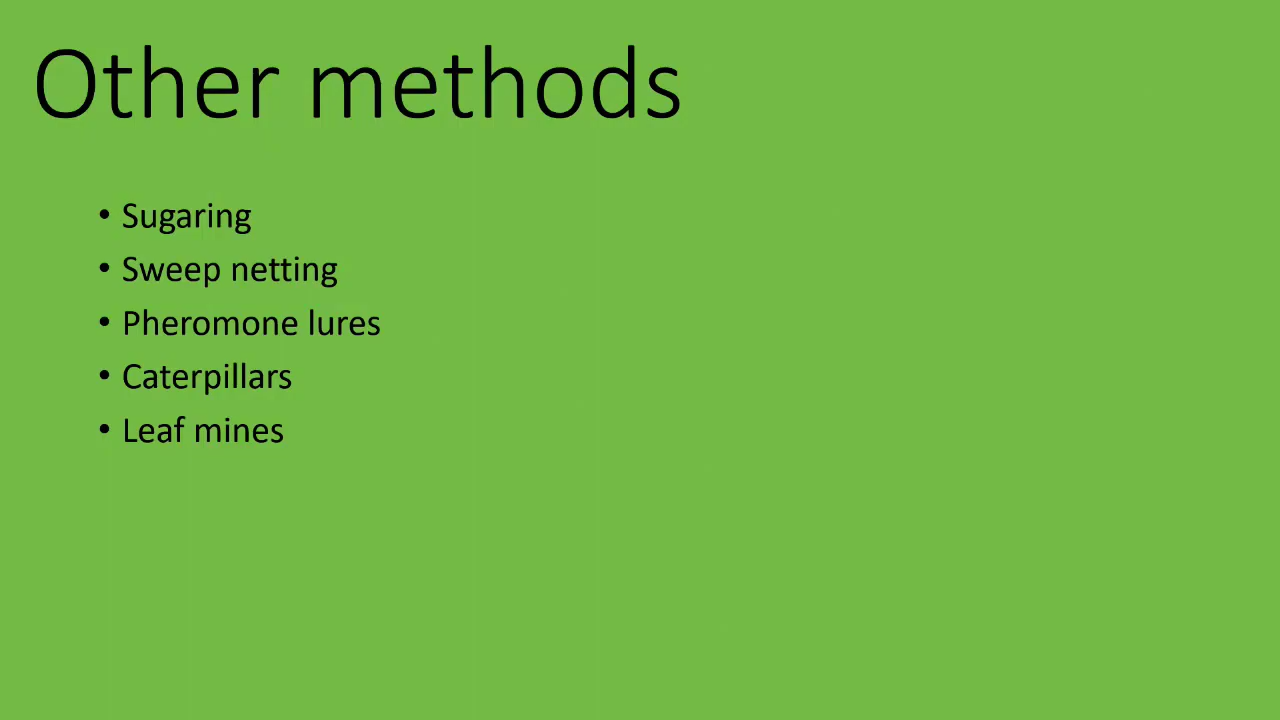 Other methods
• Sugaring
• Sweep netting
• Pheromone lures
• Caterpillars
• Leaf mines